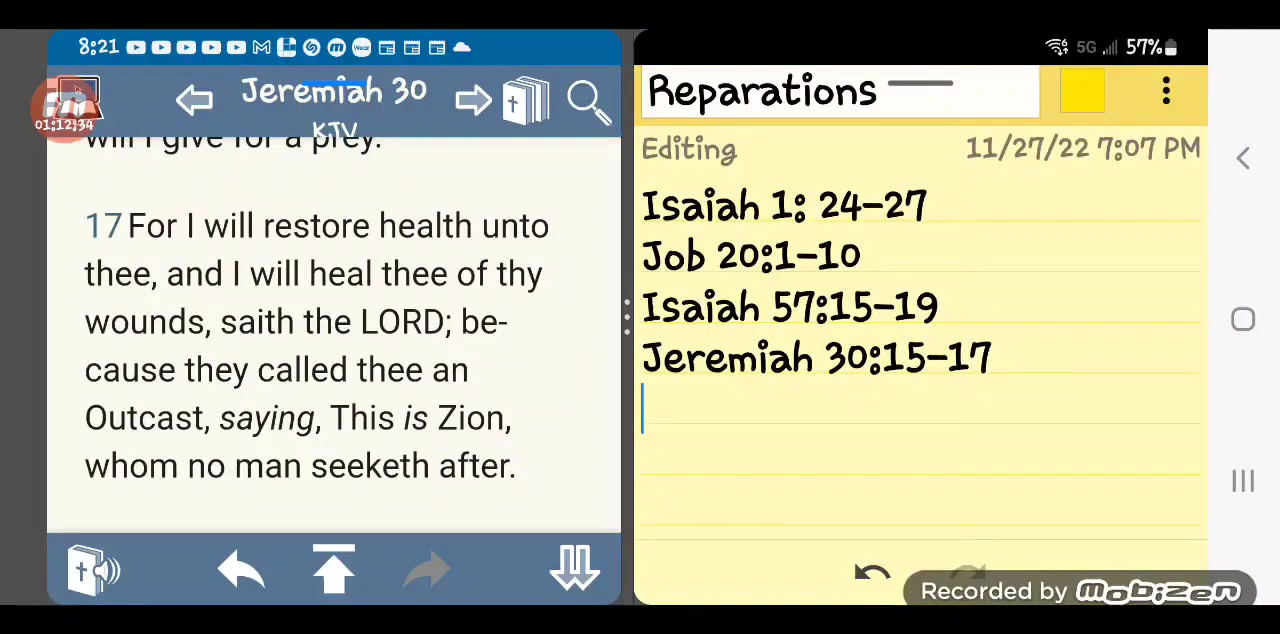 8:21
01:12:34
Jeremiah 30
KJV
will I give for a prey.
17 For I will restore health unto
thee, and I will heal thee of thy
wounds, saith the LORD; be-
cause they called thee an
Outcast, saying, This is Zion,
whom no man seeketh after.
5G 57%
Reparations
Editing 11/27/22 7:07 PM
Isaiah 1: 24-27
Job 20:1-10
Isaiah 57:15-19
Jeremiah 30:15-17
Recorded by MOBIZEN